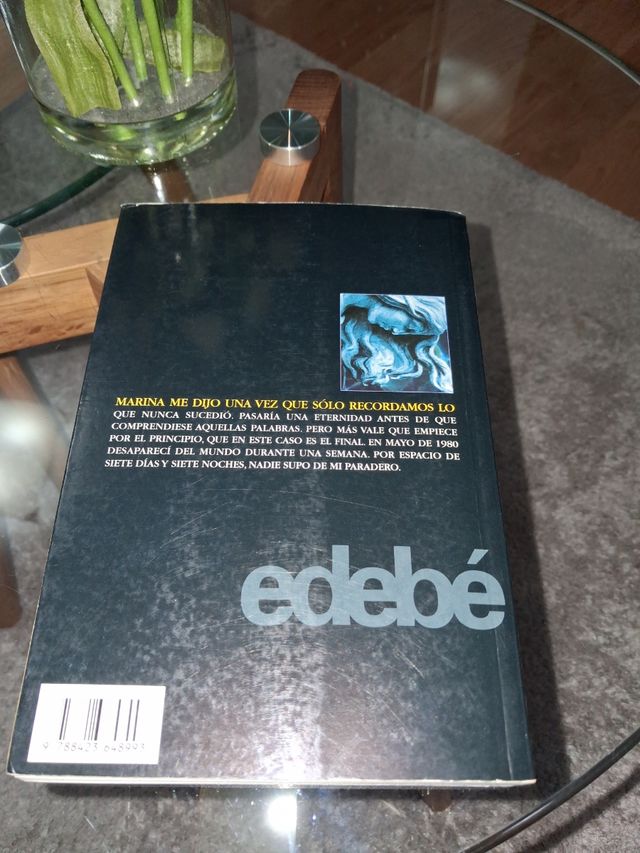 MARINA ME DIJO UNA VEZ QUE SÓLO RECORDAMOS LO
QUE NUNCA SUCEDIÓ. PASARÍA UNA ETERNIDAD ANTES DE QUE
COMPRENDIESE AQUELLAS PALABRAS. PERO MÁS VALE QUE EMPIECE
POR EL PRINCIPIO, QUE EN ESTE CASO ES EL FINAL. EN MAYO DE 1980
DESAPARECÍ DEL MUNDO DURANTE UNA SEMANA. POR ESPACIO DE
SIETE DÍAS Y SIETE NOCHES, NADIE SUPO DE MI PARADERO.
edebé
9 788423 648993